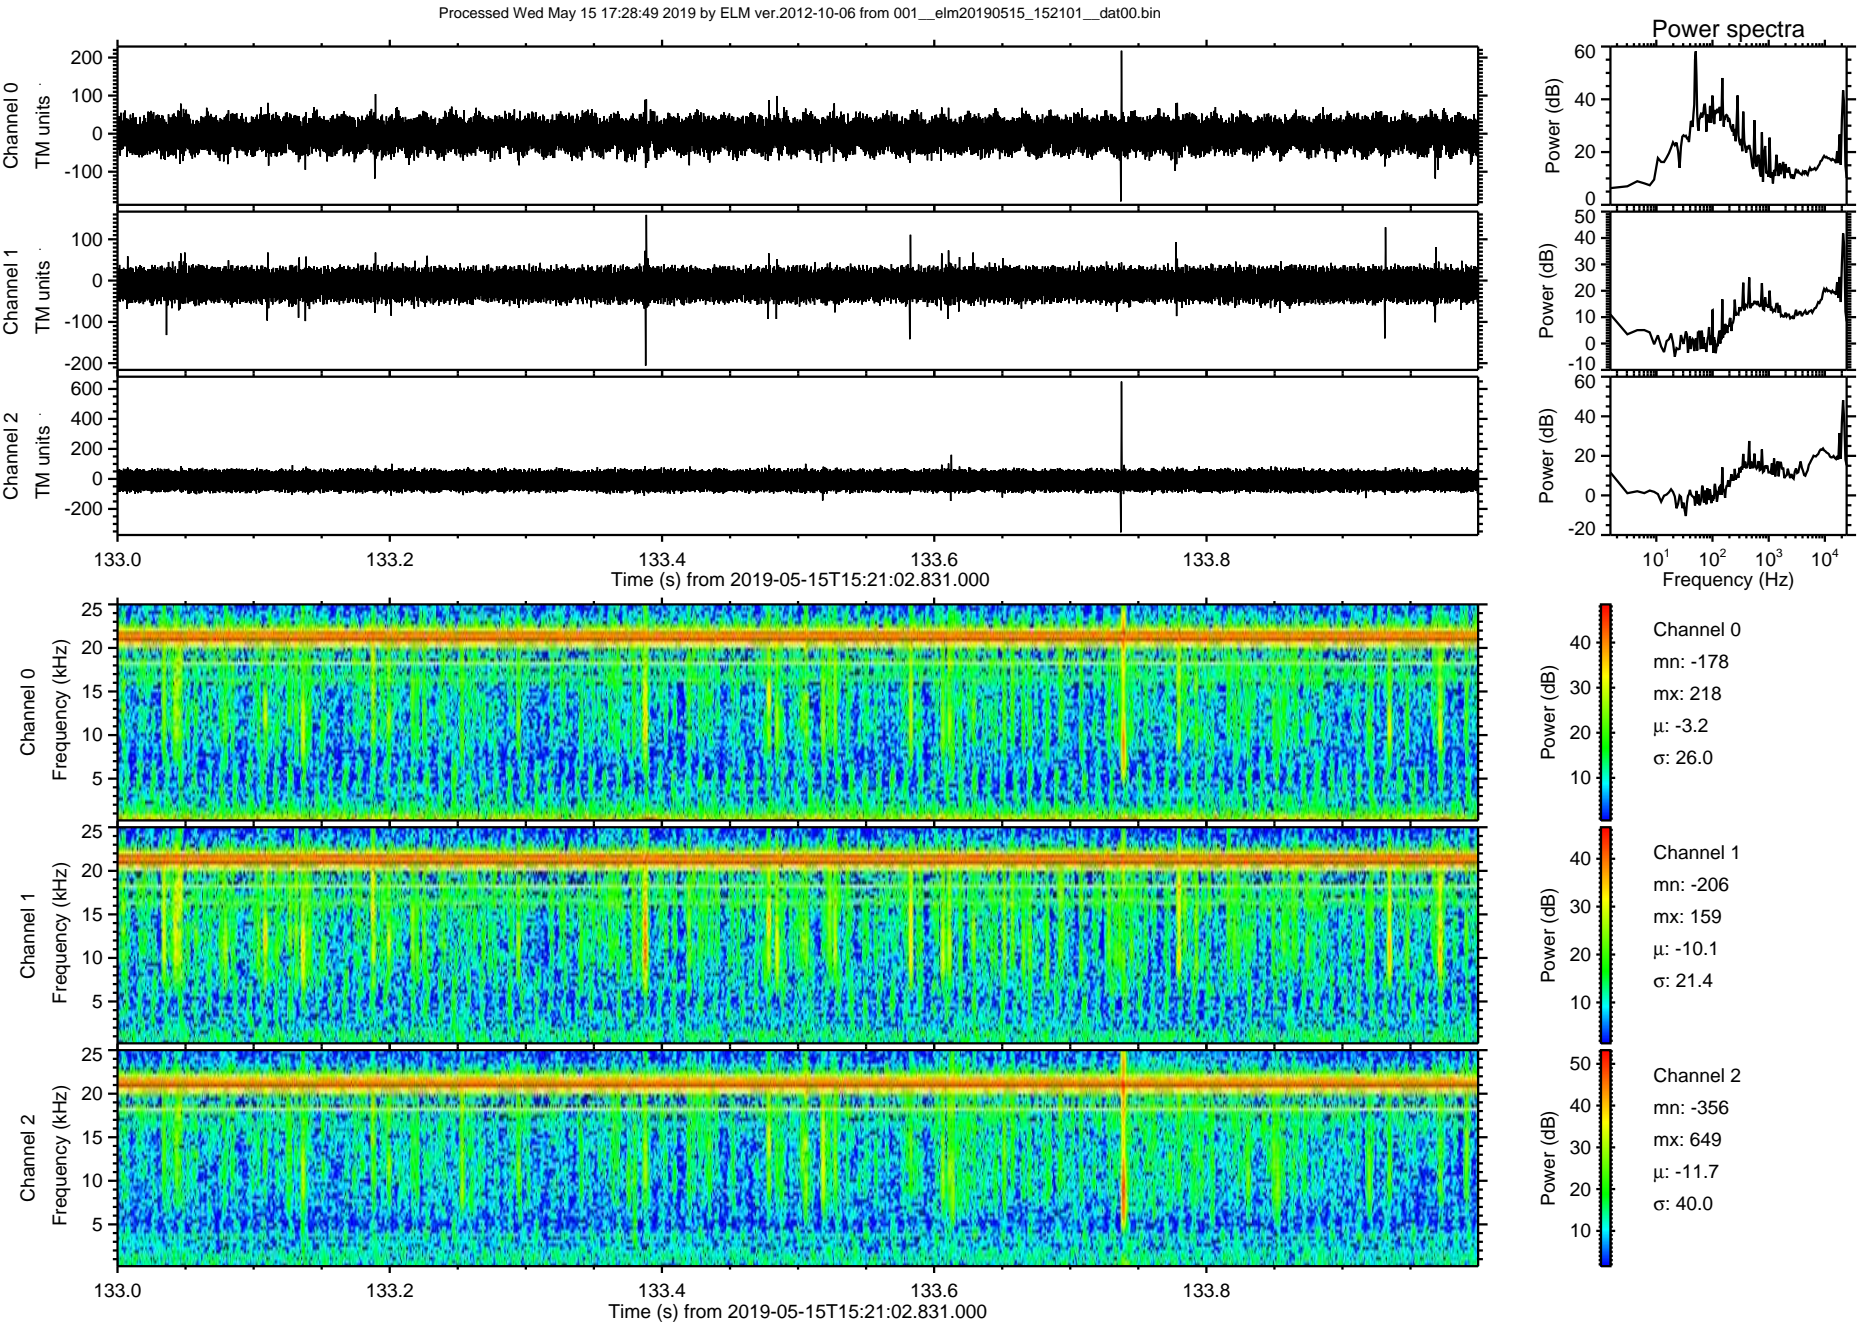 Processed Wed May 15 17:28:49 2019 by ELM ver.2012-10-06 from 001__elm20190515_152101__dat00.bin
Power spectra
Channel 0
TM units
200
100
0
-100
Power (dB)
60
40
20
0
Channel 1
TM units
100
0
-100
-200
Power (dB)
50
40
30
20
10
0
-10
Channel 2
TM units
600
400
200
0
-200
Power (dB)
60
40
20
0
-20
133.0 133.2 133.4 133.6 133.8
Time (s) from 2019-05-15T15:21:02.831.000
10¹ 10² 10³ 10⁴
Frequency (Hz)
Channel 0
Frequency (kHz)
25
20
15
10
5
Power (dB)
40
30
20
10
Channel 0
mn: -178
mx: 218
μ: -3.2
σ: 26.0
Channel 1
Frequency (kHz)
25
20
15
10
5
Power (dB)
40
30
20
10
Channel 1
mn: -206
mx: 159
μ: -10.1
σ: 21.4
Channel 2
Frequency (kHz)
25
20
15
10
5
Power (dB)
50
40
30
20
10
Channel 2
mn: -356
mx: 649
μ: -11.7
σ: 40.0
133.0 133.2 133.4 133.6 133.8
Time (s) from 2019-05-15T15:21:02.831.000